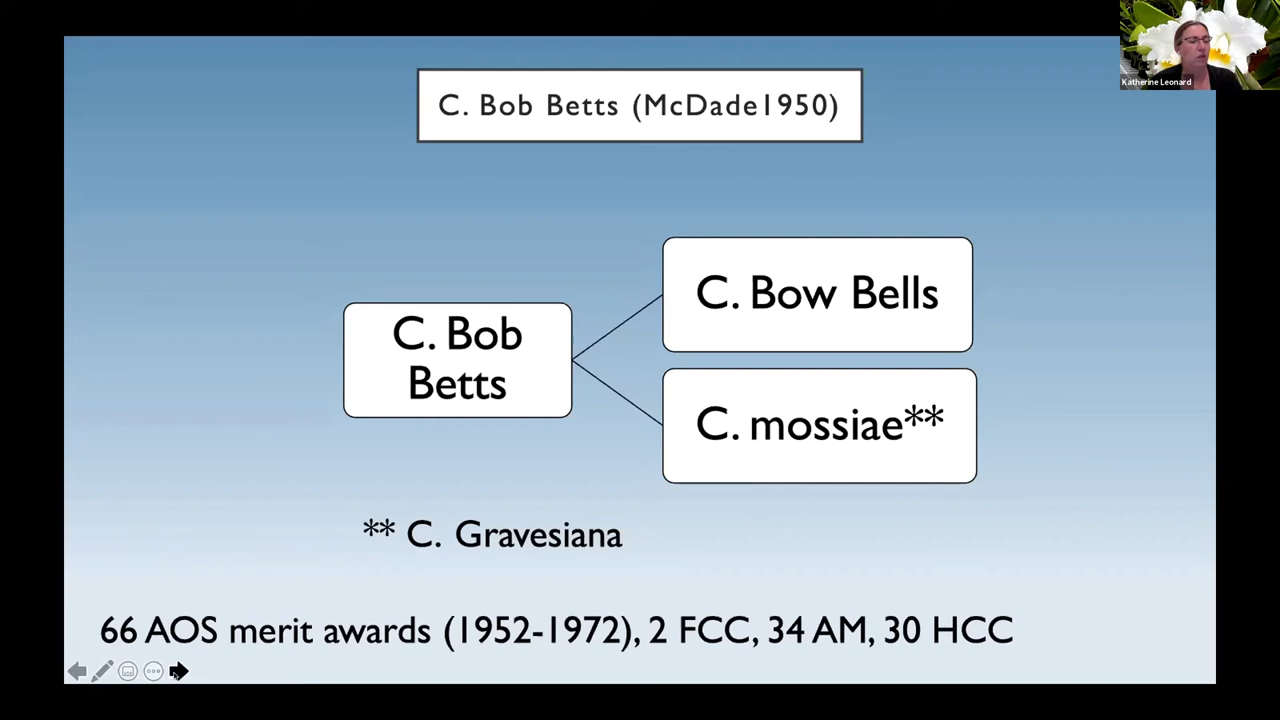 Katherine Leonard
C. Bob Betts (McDade1950)
C. Bow Bells
C. Bob
Betts
C. mossiae**
** C. Gravesiana
66 AOS merit awards (1952-1972), 2 FCC, 34 AM, 30 HCC